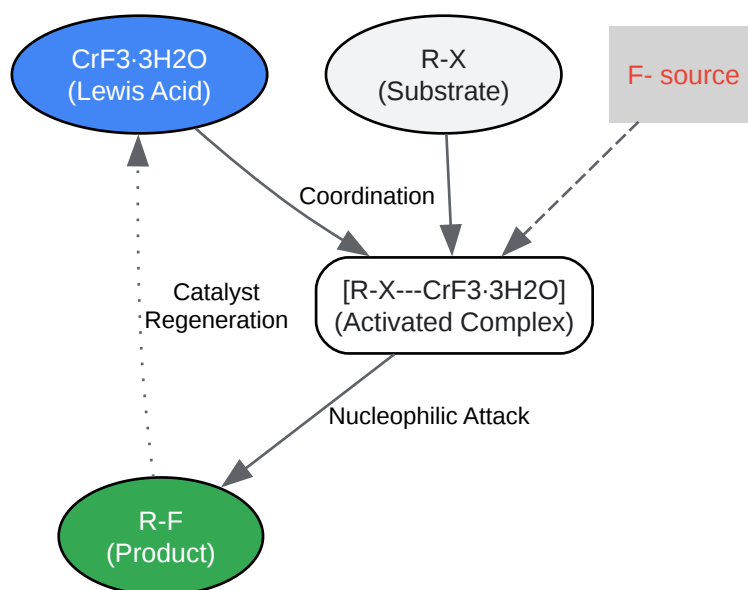 CrF3·3H2O
(Lewis Acid)
R-X
(Substrate)
F- source
Coordination
[R-X---CrF3·3H2O]
(Activated Complex)
Catalyst
Regeneration
Nucleophilic Attack
R-F
(Product)